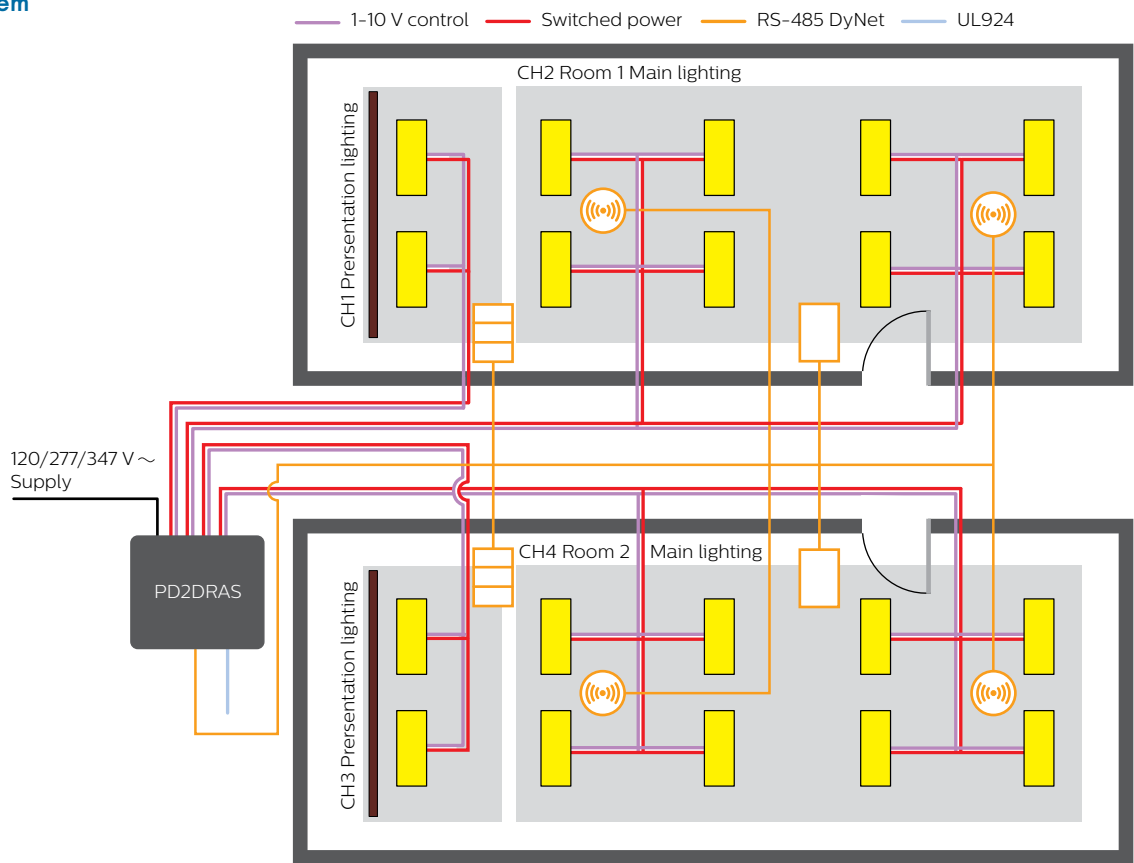 em
1-10 V control
Switched power
RS-485 DyNet
UL924
CH2 Room 1 Main lighting
CH1 Prersentation lighting
120/277/347 V ~
Supply
PD2DRAS
CH4 Room 2 Main lighting
CH3 Prersentation lighting